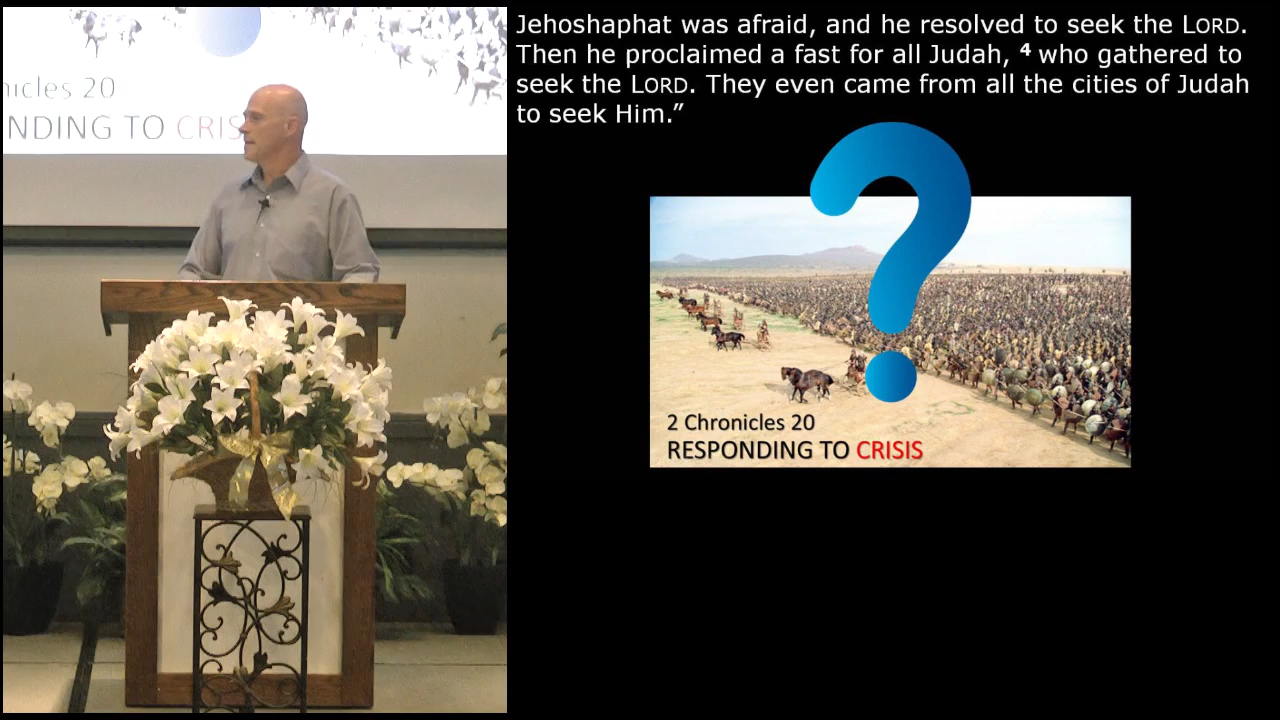 Jehoshaphat was afraid, and he resolved to seek the LORD.
Then he proclaimed a fast for all Judah, 4 who gathered to
seek the LORD. They even came from all the cities of Judah
to seek Him.”
2 Chronicles 20
RESPONDING TO CRISIS
nicles 20
NDING TO CRIS